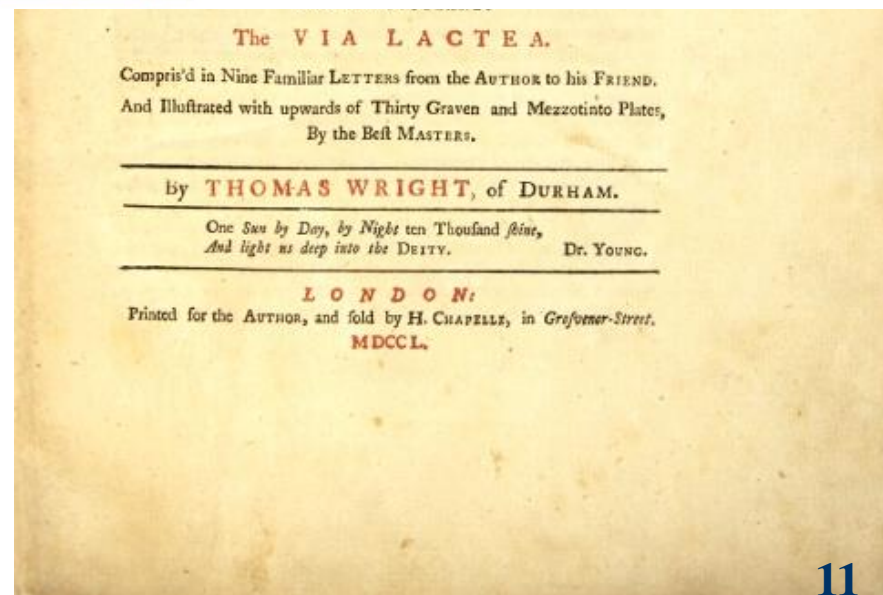 The VIA LACTEA.
Compris'd in Nine Familiar LETTERS from the AUTHOR to his FRIEND.
And Illuſtrated with upwards of Thirty Graven and Mezzotinto Plates,
By the Beſt MASTERS.
By THOMAS WRIGHT, of DURHAM.
One Sun by Day, by Night ten Thouſand ſhine,
And light us deep into the DEITY. Dr. YOUNG.
LONDON:
Printed for the AUTHOR, and ſold by H. CHAPELLE, in Groſvenor-Street.
MDCCL.
11